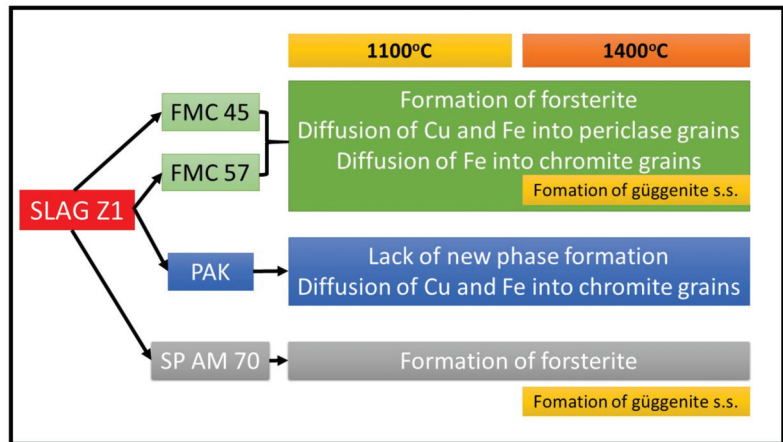 1100ºC
1400ºC
FMC 45
FMC 57
Formation of forsterite
Diffusion of Cu and Fe into periclase grains
Diffusion of Fe into chromite grains
Fomation of güggenite s.s.
SLAG Z1
PAK
Lack of new phase formation
Diffusion of Cu and Fe into chromite grains
SP AM 70
Formation of forsterite
Fomation of güggenite s.s.